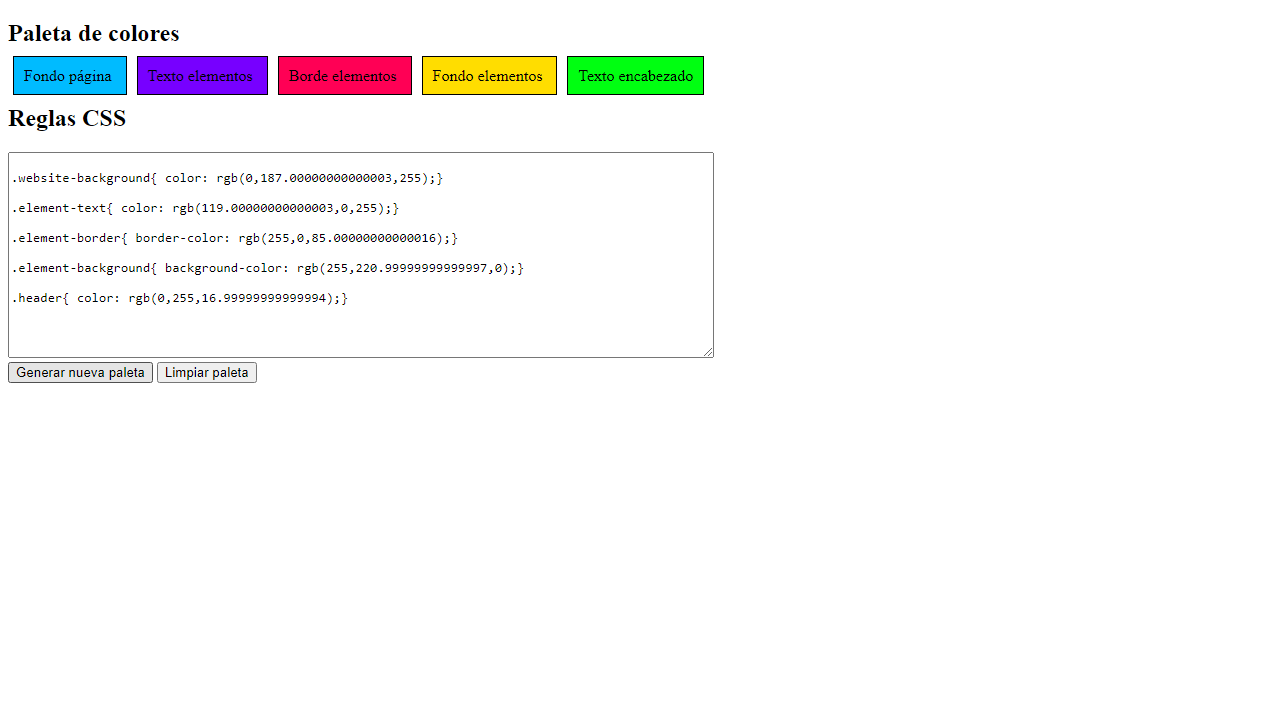 Paleta de colores
Fondo página Texto elementos Borde elementos Fondo elementos Texto encabezado
Reglas CSS
.website-background{ color: rgb(0,187.00000000000003,255);}
.element-text{ color: rgb(119.00000000000003,0,255);}
.element-border{ border-color: rgb(255,0,85.00000000000016);}
.element-background{ background-color: rgb(255,220.99999999999997,0);}
.header{ color: rgb(0,255,16.99999999999994);}
Generar nueva paleta Limpiar paleta